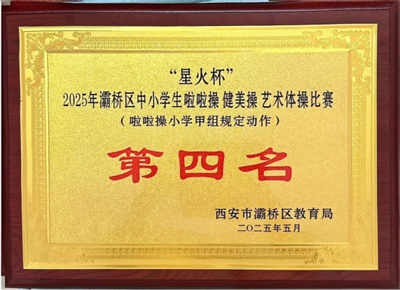 “星火杯”
2025年灞桥区中小学生啦啦操 健美操 艺术体操比赛
（啦啦操小学甲组规定动作）
第四名
西安市灞桥区教育局
二〇二五年五月